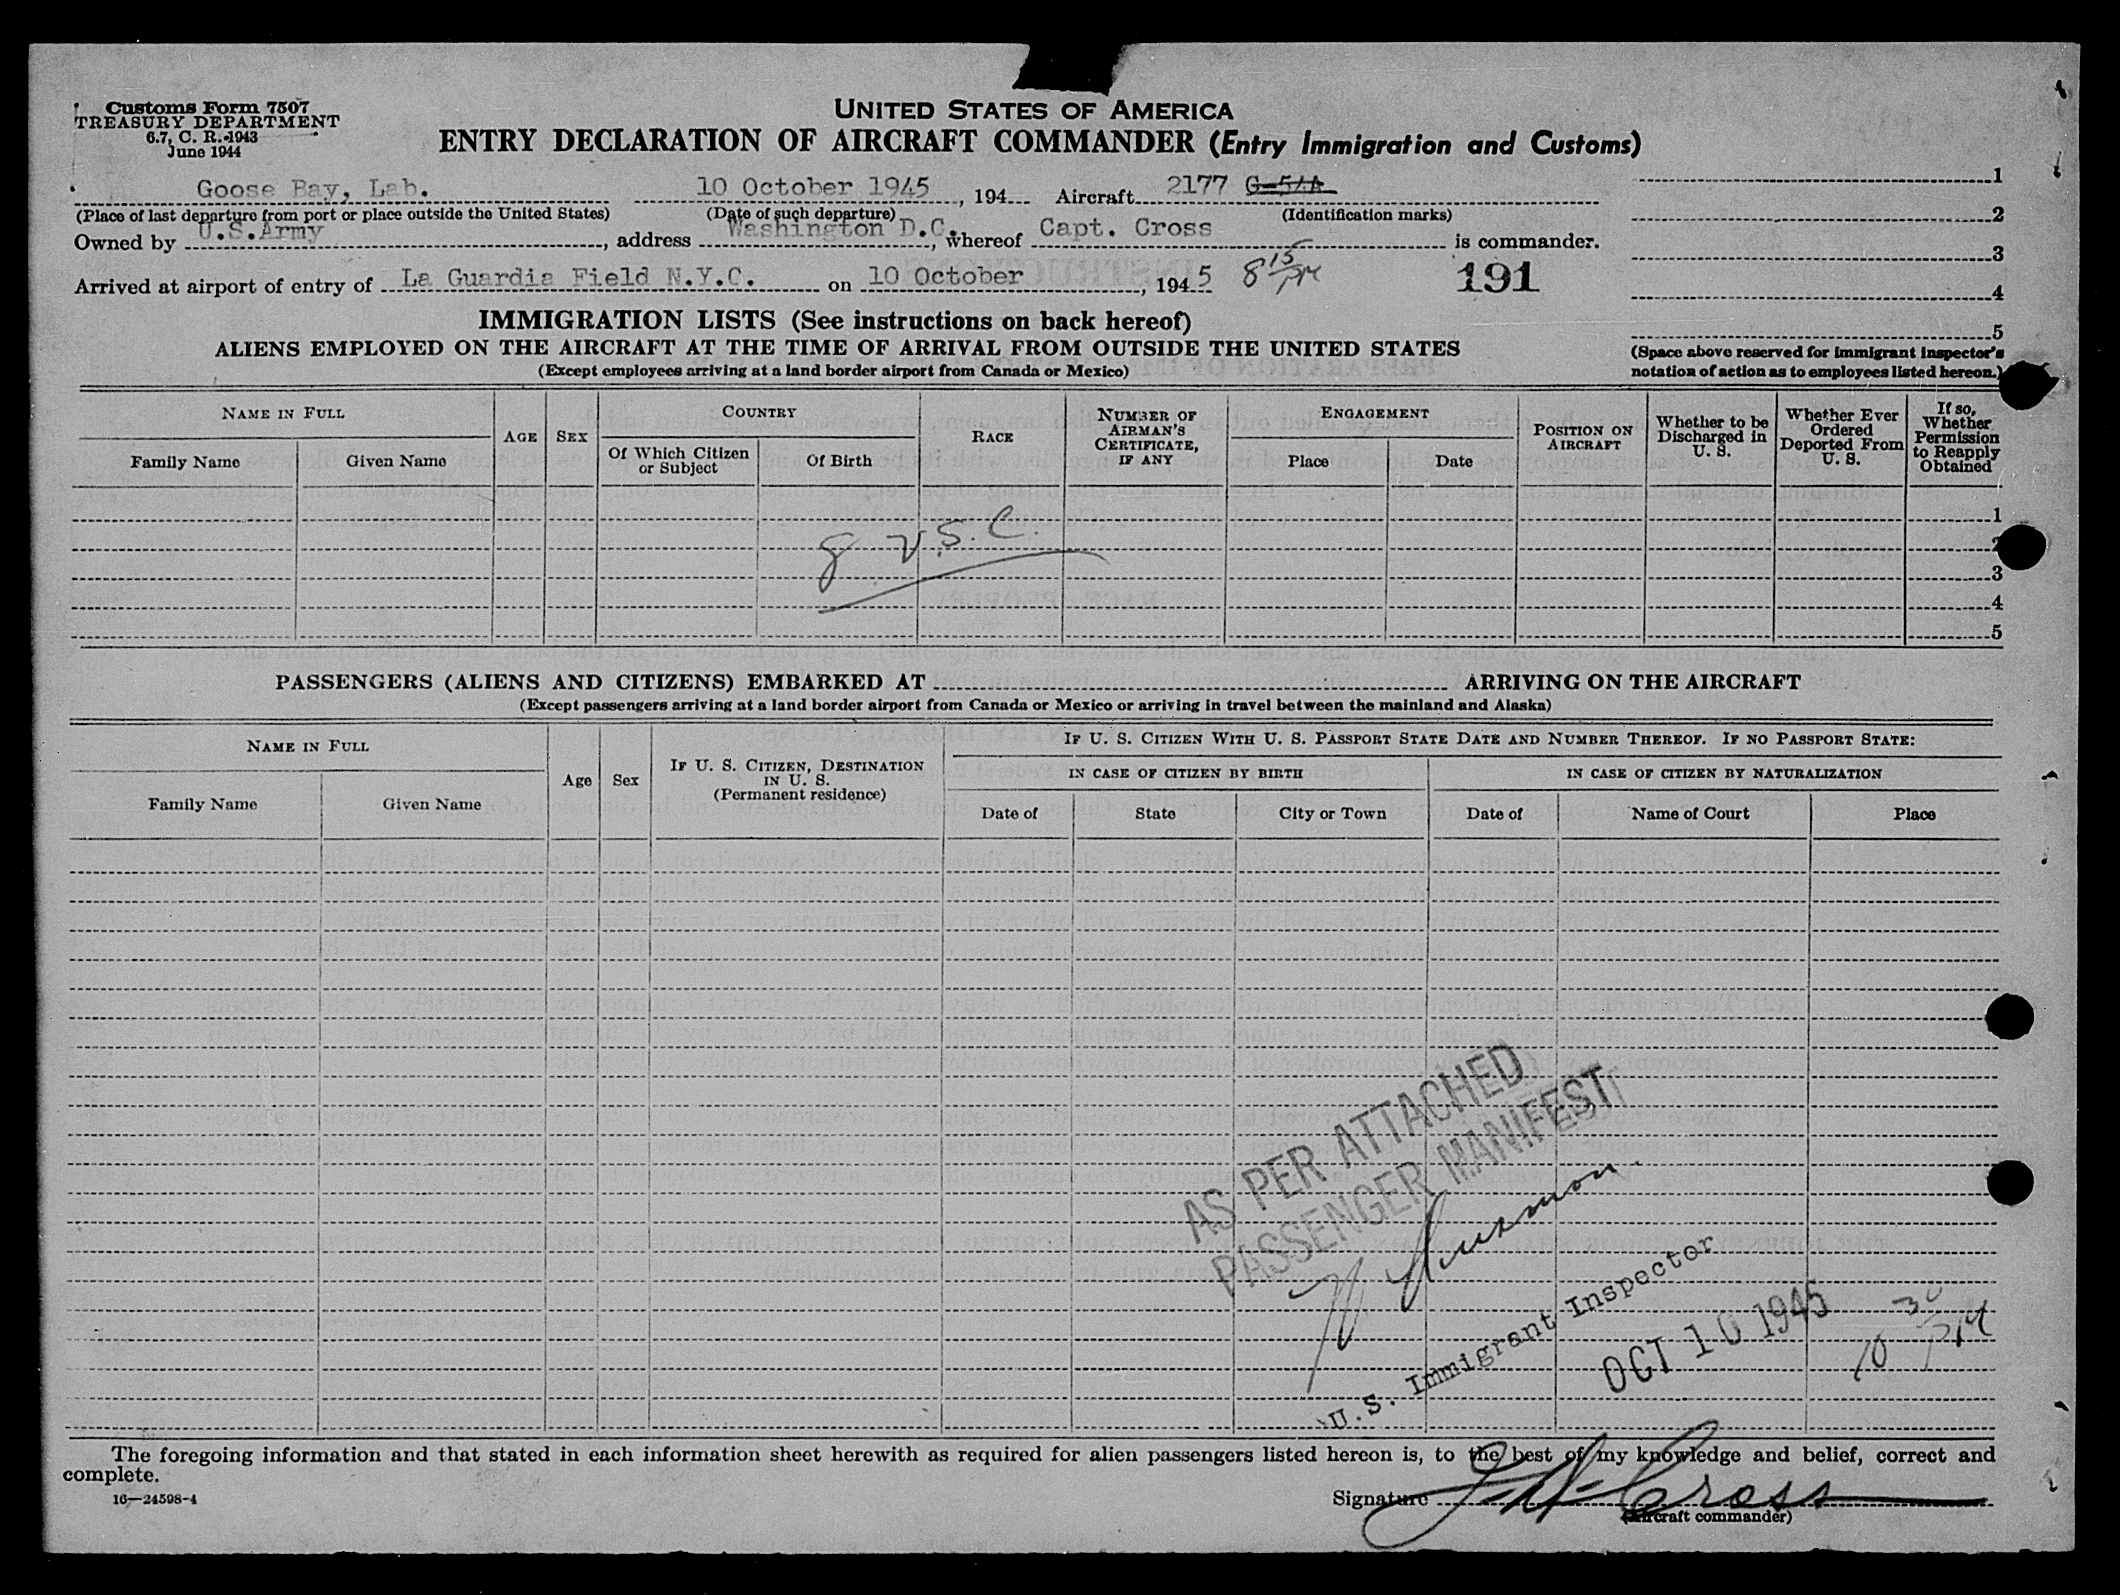 Customs Form 7507
TREASURY DEPARTMENT
6.7, C. R. 1943
June 1944
UNITED STATES OF AMERICA
ENTRY DECLARATION OF AIRCRAFT COMMANDER (Entry Immigration and Customs)
Goose Bay, Lab. 10 October 1945, 194 Aircraft 2177 C-54A
(Place of last departure from port or place outside the United States) (Date of such departure) (Identification marks)
Owned by U.S.Army, address Washington D.C., whereof Capt. Cross is commander.
Arrived at airport of entry of La Guardia Field N.Y.C. on 10 October, 1945 8 15 PM 191
1
2
3
4
5
(Space above reserved for immigrant inspector's
notation of action as to employees listed hereon.)
IMMIGRATION LISTS (See instructions on back hereof)
ALIENS EMPLOYED ON THE AIRCRAFT AT THE TIME OF ARRIVAL FROM OUTSIDE THE UNITED STATES
(Except employees arriving at a land border airport from Canada or Mexico)
NAME IN FULL
Family Name Given Name
AGE
SEX
COUNTRY
Of Which Citizen
or Subject
Of Birth
RACE
NUMBER OF
AIRMAN'S
CERTIFICATE,
IF ANY
ENGAGEMENT
Place Date
POSITION ON
AIRCRAFT
Whether to be
Discharged in
U. S.
Whether Ever
Ordered
Deported From
U. S.
If so,
Whether
Permission
to Reapply
Obtained
1
2
3
4
5
8 U.S.C.
PASSENGERS (ALIENS AND CITIZENS) EMBARKED AT ARRIVING ON THE AIRCRAFT
(Except passengers arriving at a land border airport from Canada or Mexico or arriving in travel between the mainland and Alaska)
NAME IN FULL
Family Name Given Name
Age
Sex
IF U. S. CITIZEN, DESTINATION
IN U. S.
(Permanent residence)
IF U. S. CITIZEN WITH U. S. PASSPORT STATE DATE AND NUMBER THEREOF. IF NO PASSPORT STATE:
IN CASE OF CITIZEN BY BIRTH IN CASE OF CITIZEN BY NATURALIZATION
Date of State City or Town Date of Name of Court Place
AS PER ATTACHED
PASSENGER MANIFEST
U.S. Immigrant Inspector
OCT 10 1945
10 30 PM
The foregoing information and that stated in each information sheet herewith as required for alien passengers listed hereon is, to the best of my knowledge and belief, correct and
complete.
16—24598-4
Signature Cross
(Aircraft commander)